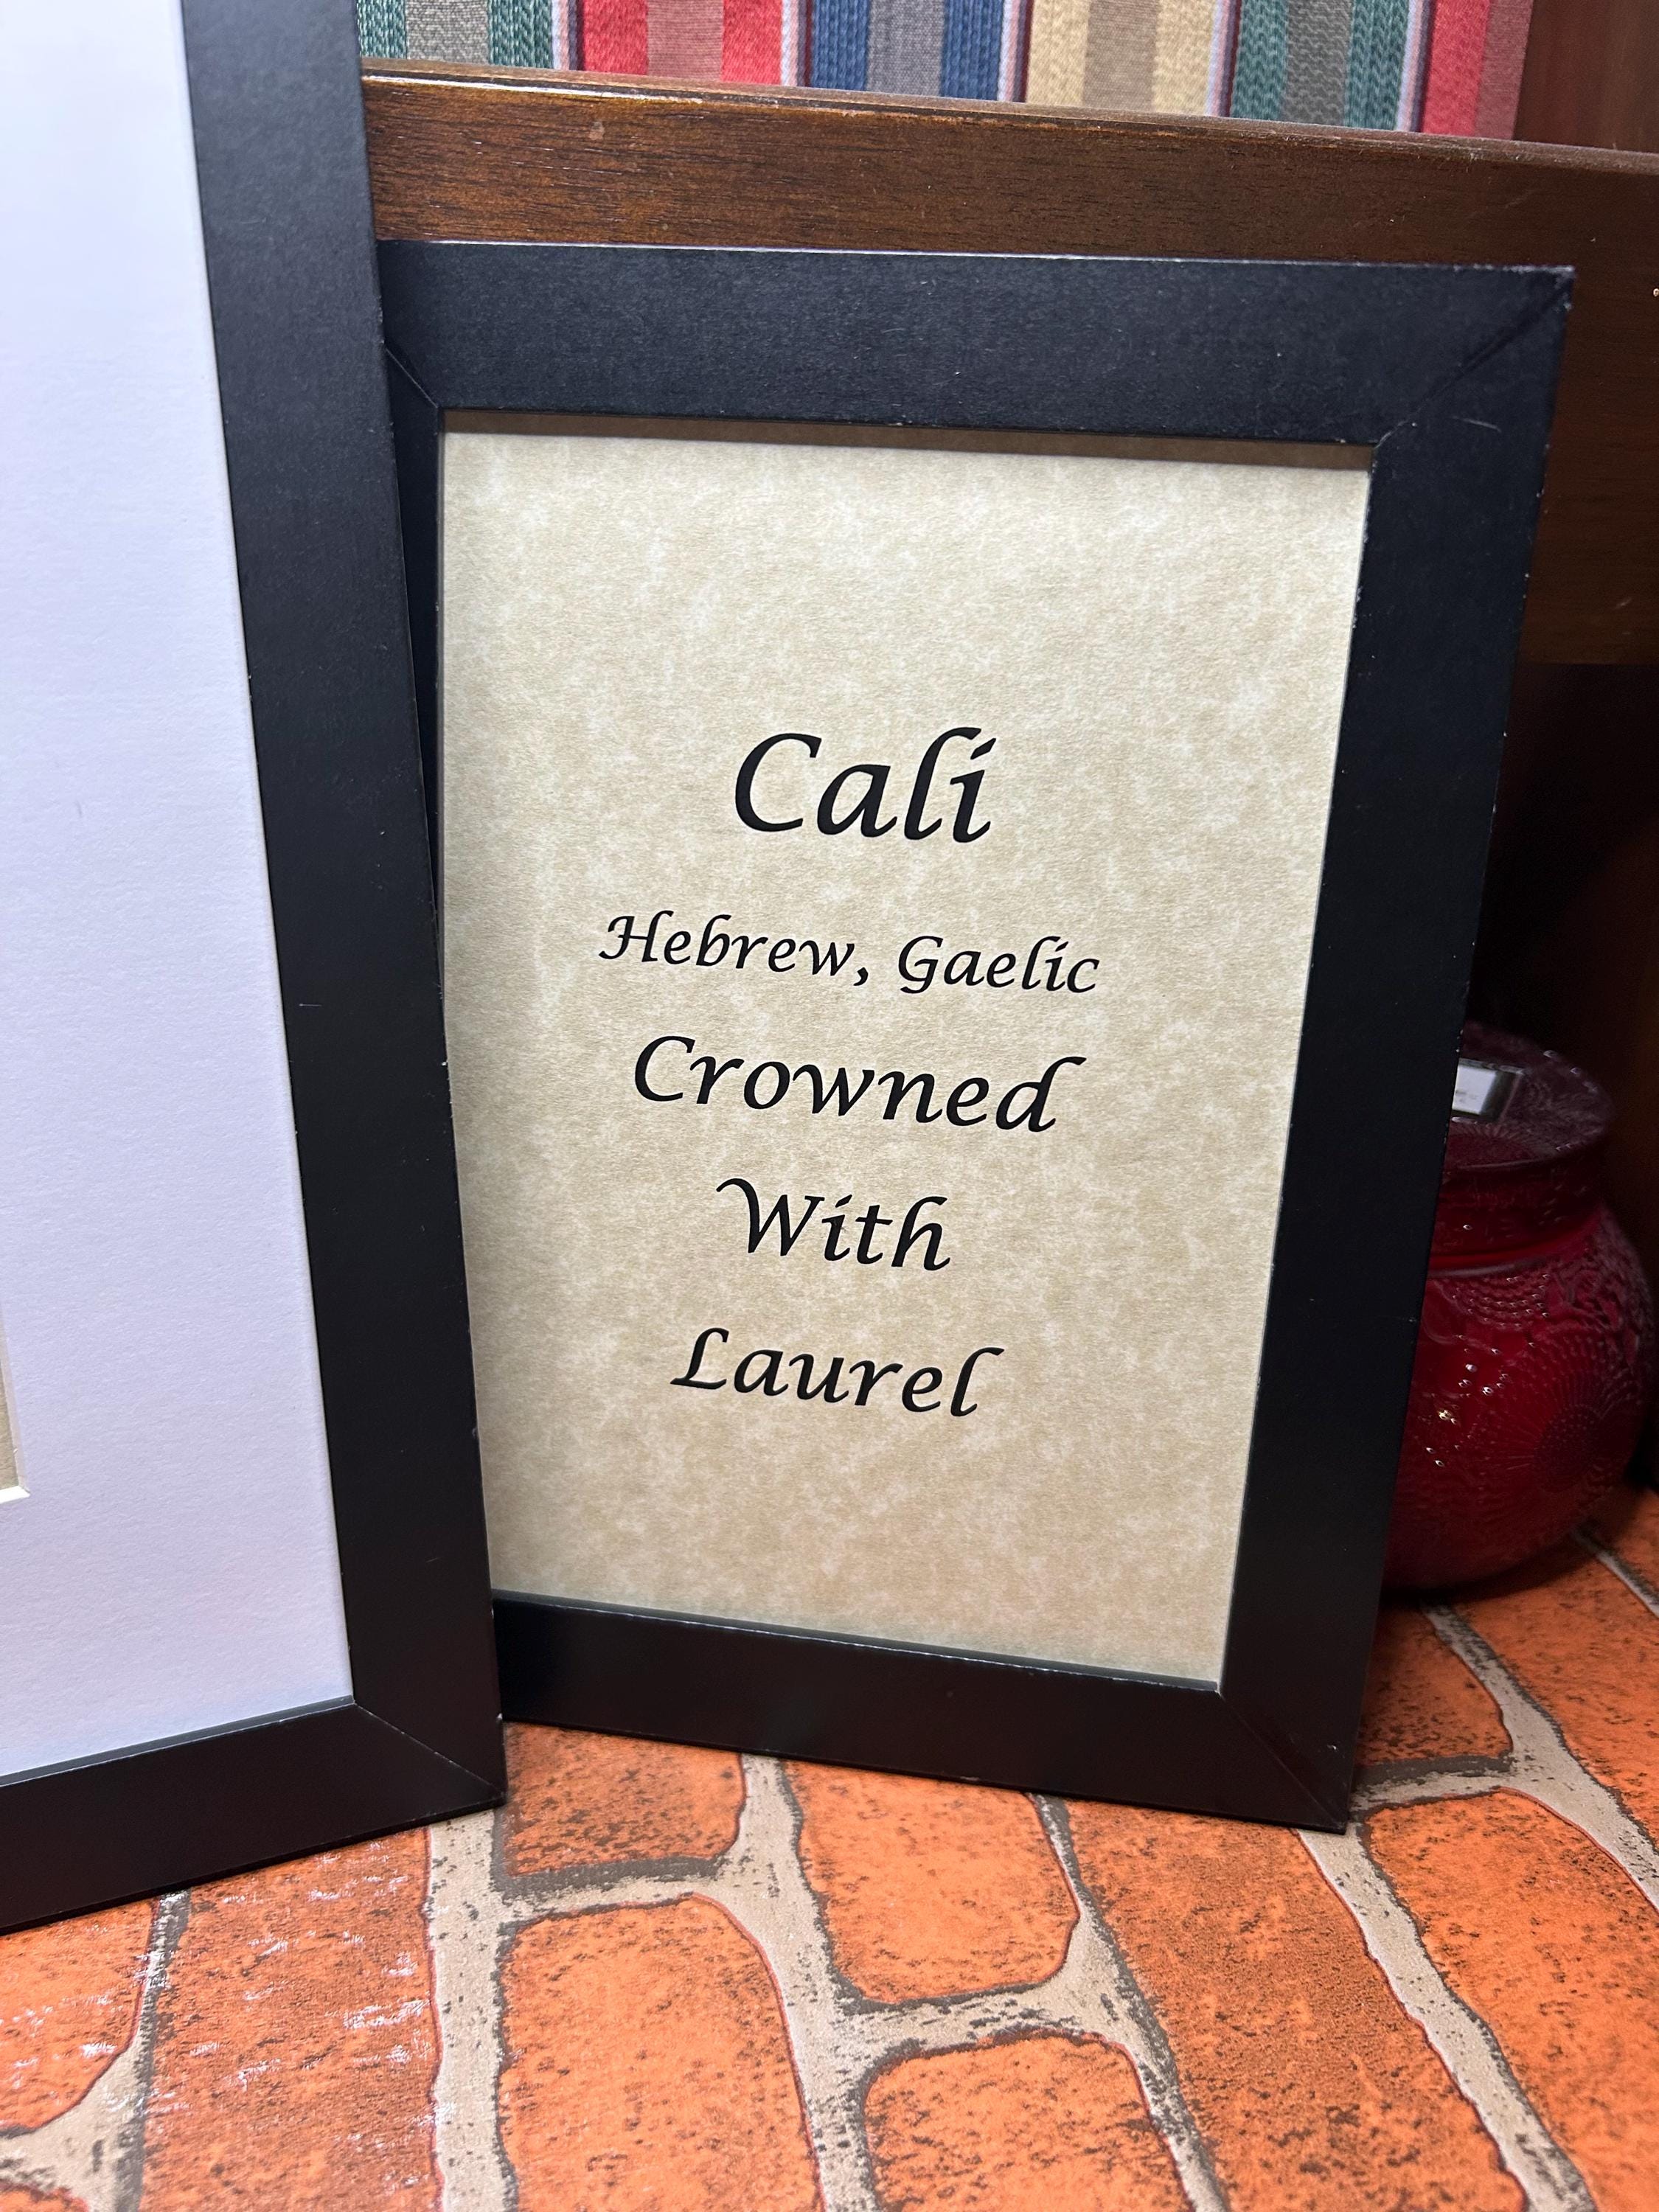 Cali
Hebrew, Gaelic
Crowned
With
Laurel